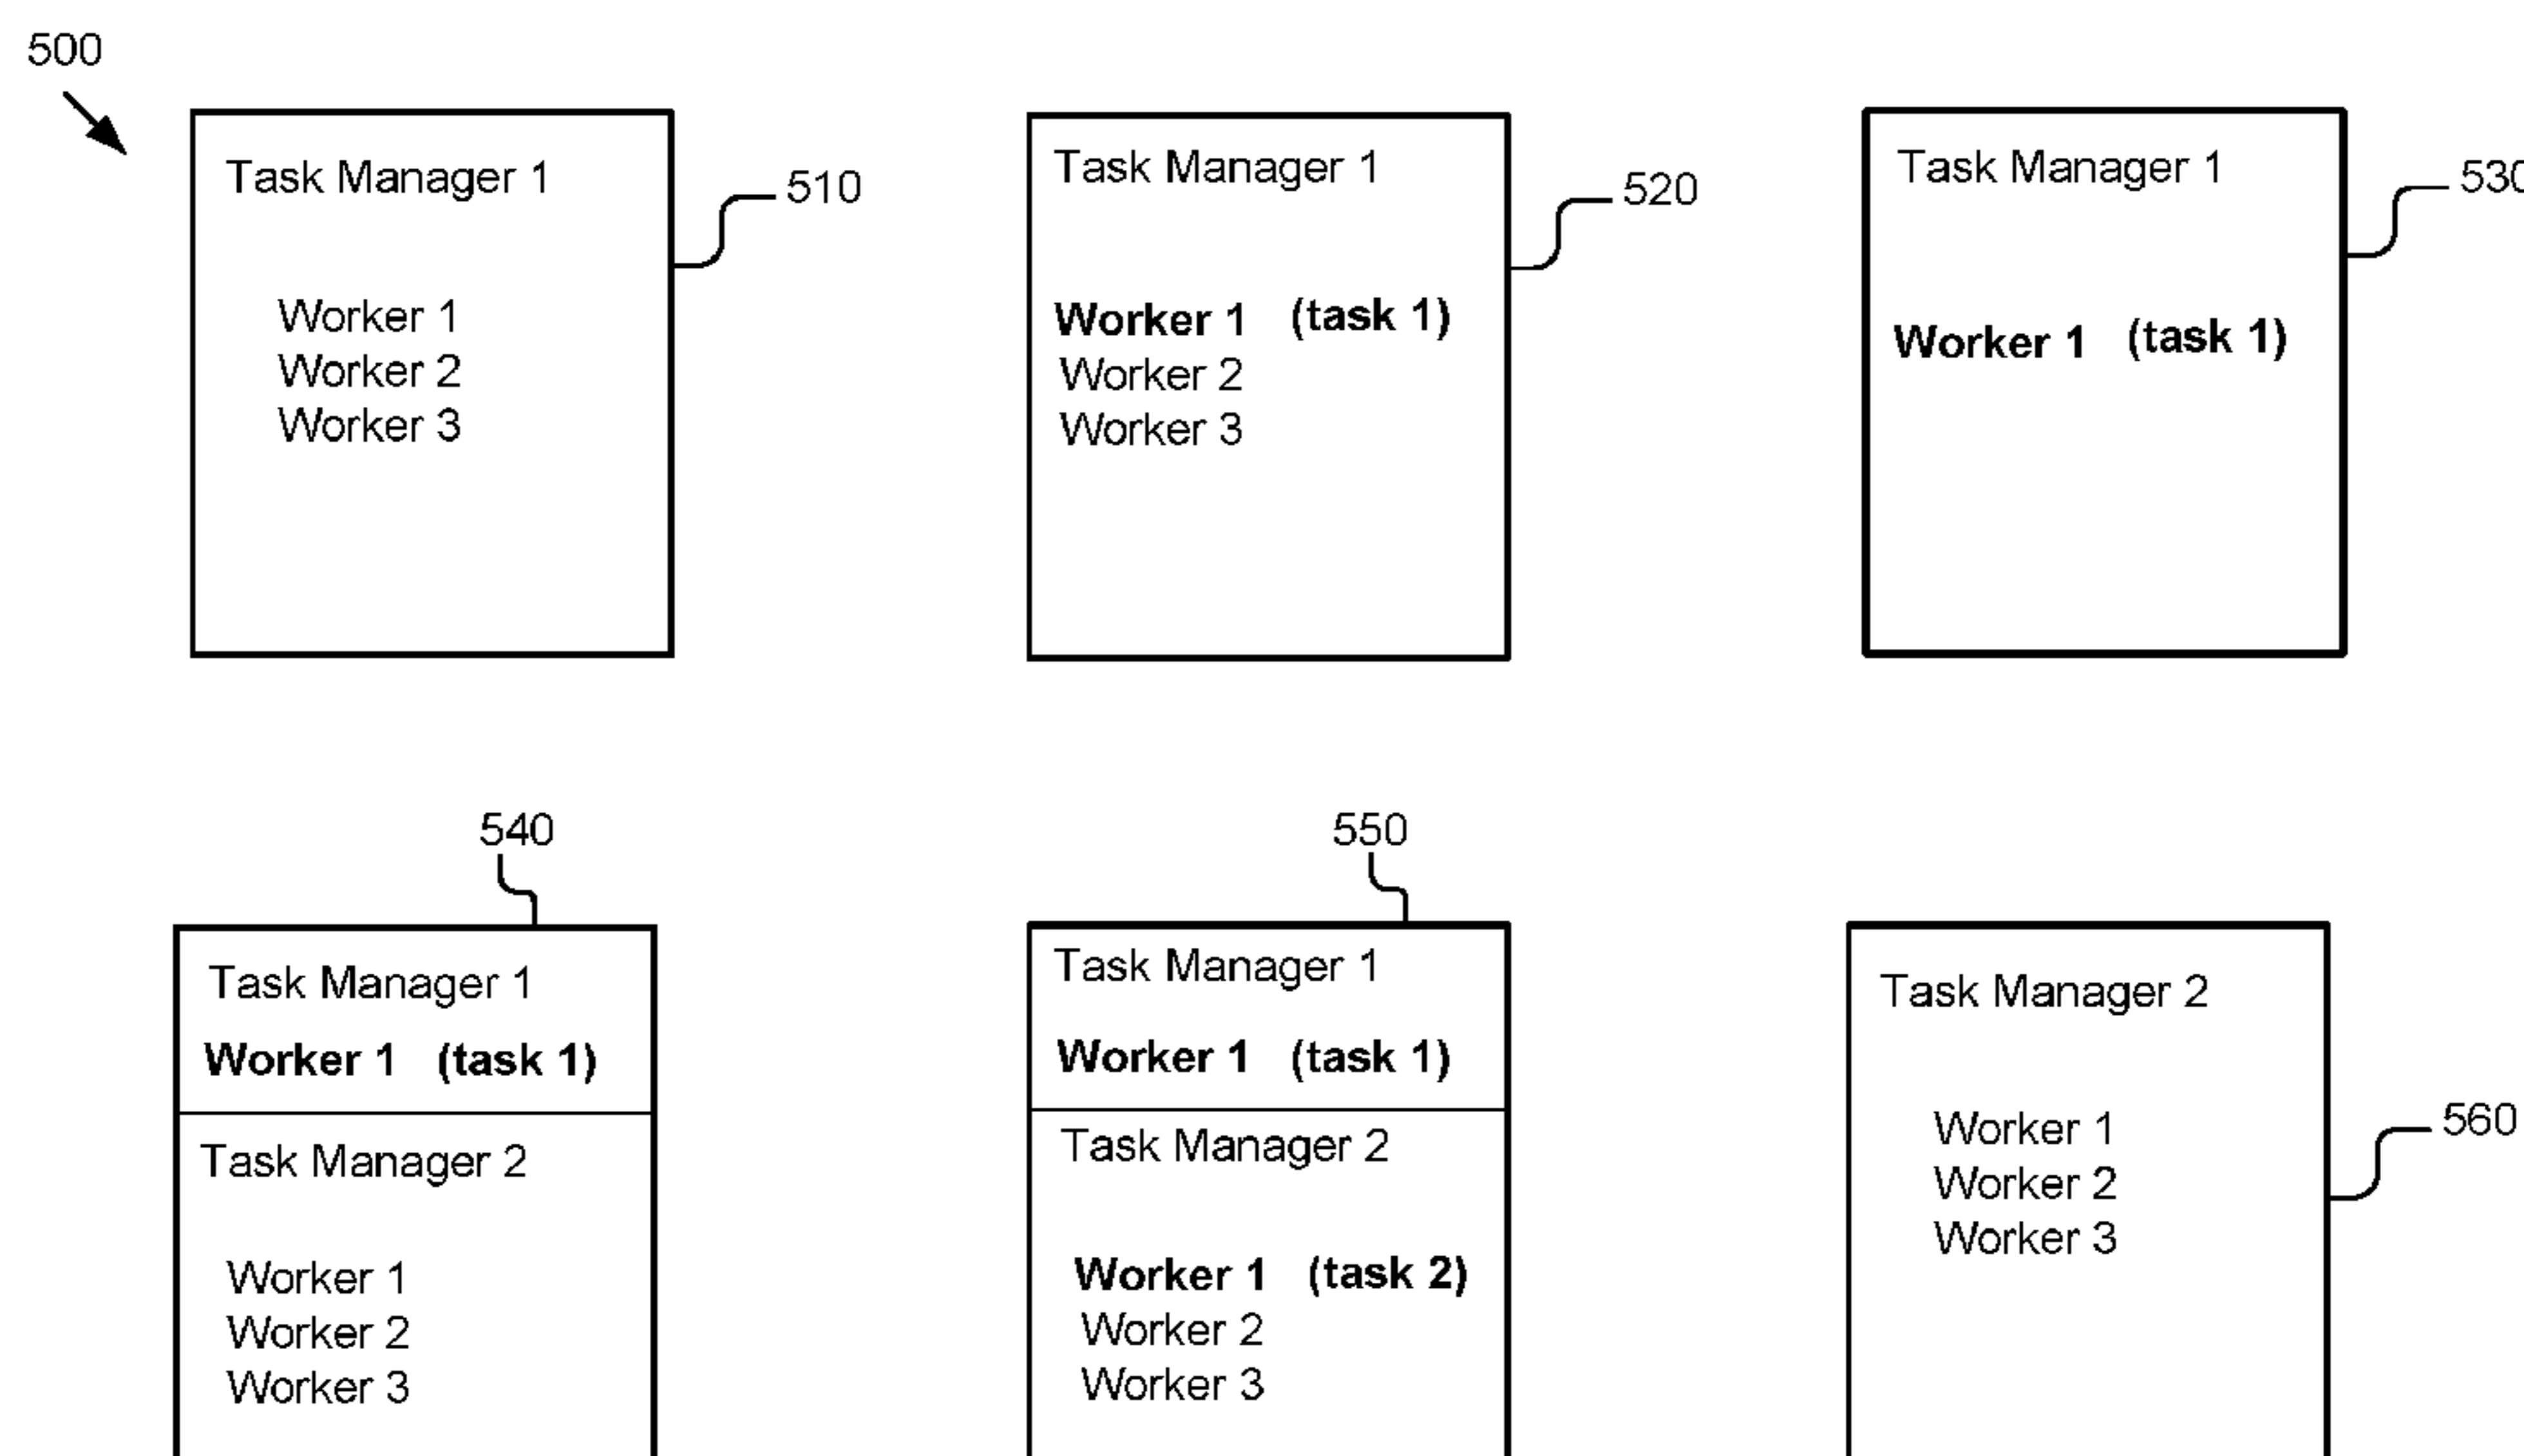 500
Task Manager 1
510
Worker 1
Worker 2
Worker 3
Task Manager 1
520
Worker 1 (task 1)
Worker 2
Worker 3
Task Manager 1
530
Worker 1 (task 1)
540
Task Manager 1
Worker 1 (task 1)
Task Manager 2
Worker 1
Worker 2
Worker 3
550
Task Manager 1
Worker 1 (task 1)
Task Manager 2
Worker 1 (task 2)
Worker 2
Worker 3
Task Manager 2
560
Worker 1
Worker 2
Worker 3